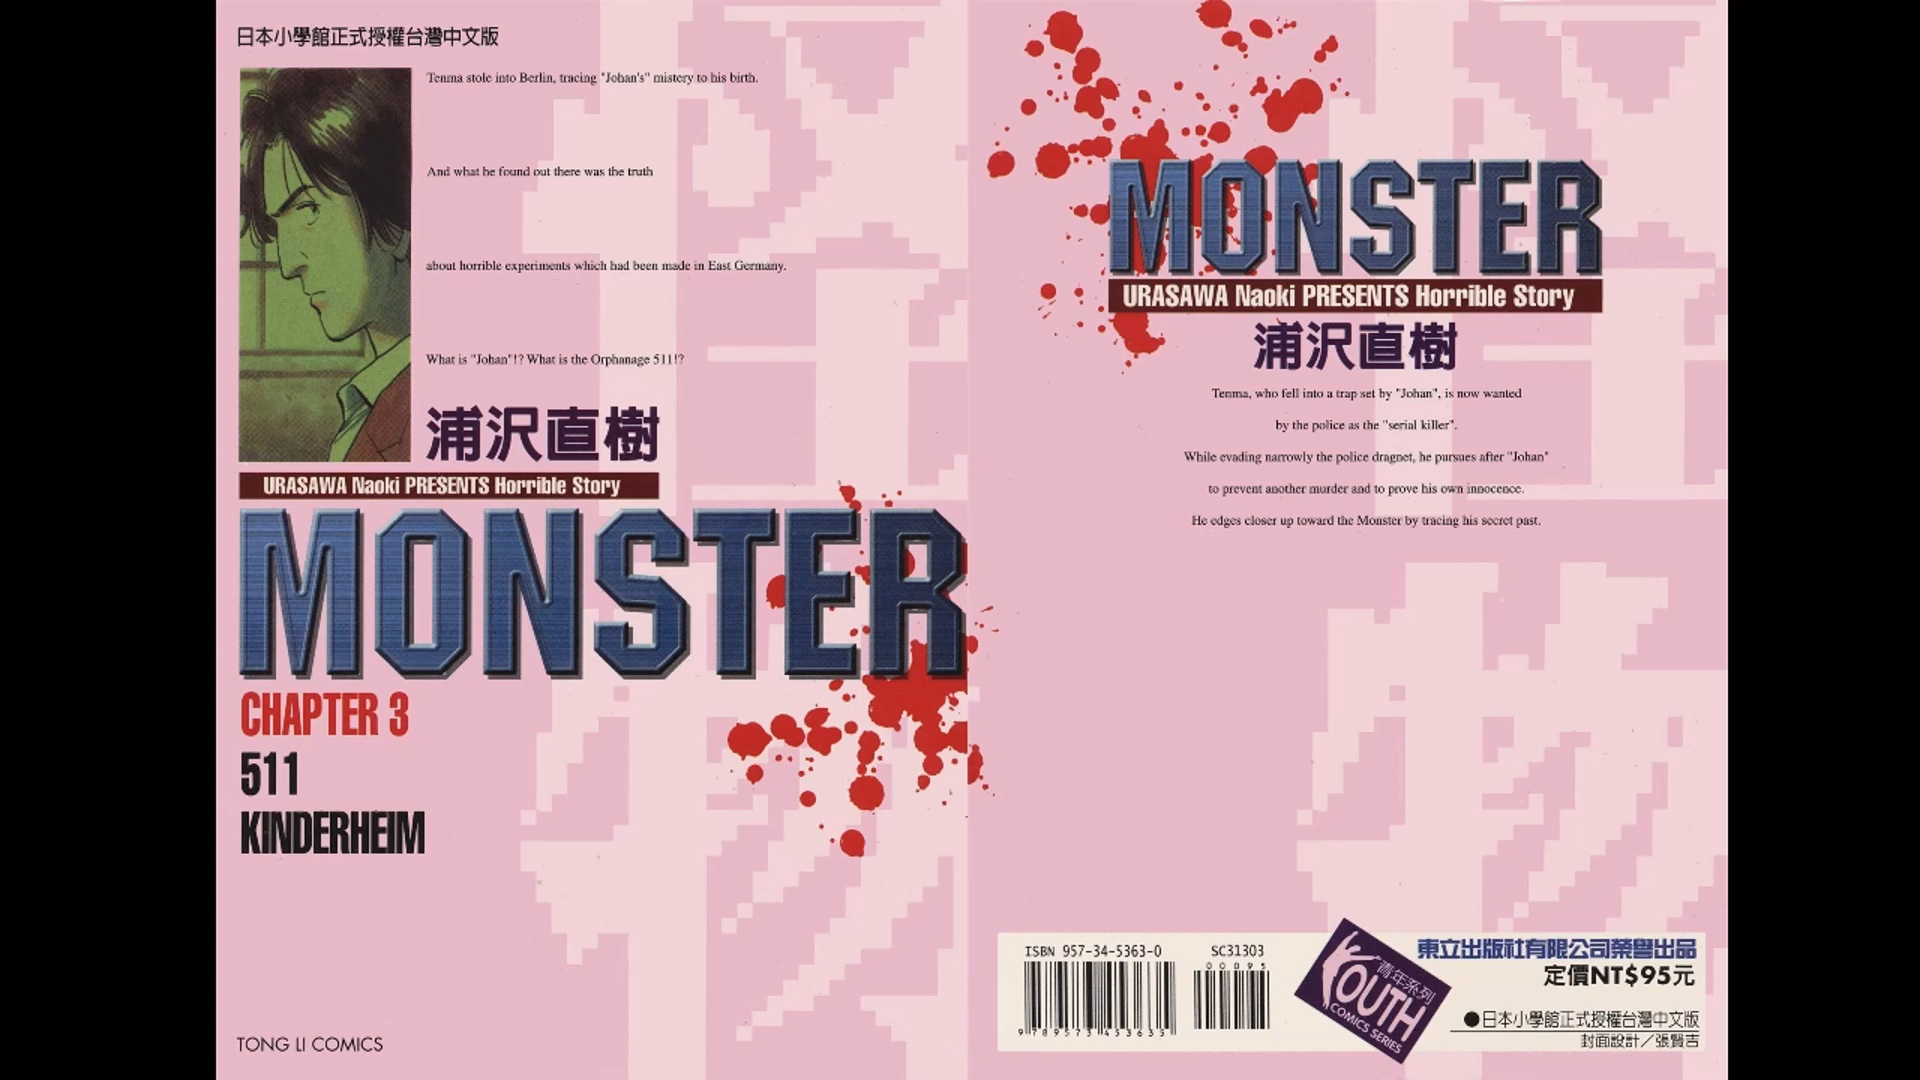 日本小學館正式授權台灣中文版
Tenma stole into Berlin, tracing "Johan's" mistery to his birth.
And what he found out there was the truth
about horrible experiments which had been made in East Germany.
What is "Johan"!? What is the Orphanage 511!?
浦沢直樹
URASAWA Naoki PRESENTS Horrible Story
MONSTER
CHAPTER 3
511
KINDERHEIM
TONG LI COMICS
MONSTER
URASAWA Naoki PRESENTS Horrible Story
浦沢直樹
Tenma, who fell into a trap set by "Johan", is now wanted
by the police as the "serial killer".
While evading narrowly the police dragnet, he pursues after "Johan"
to prevent another murder and to prove his own innocence.
He edges closer up toward the Monster by tracing his secret past.
ISBN 957-34-5363-0
SC31303
00095
9789573453635
青年系列
YOUTH
COMICS SERIES
東立出版社有限公司榮譽出品
定價NT$95元
●日本小學館正式授權台灣中文版
封面設計／張賢吉